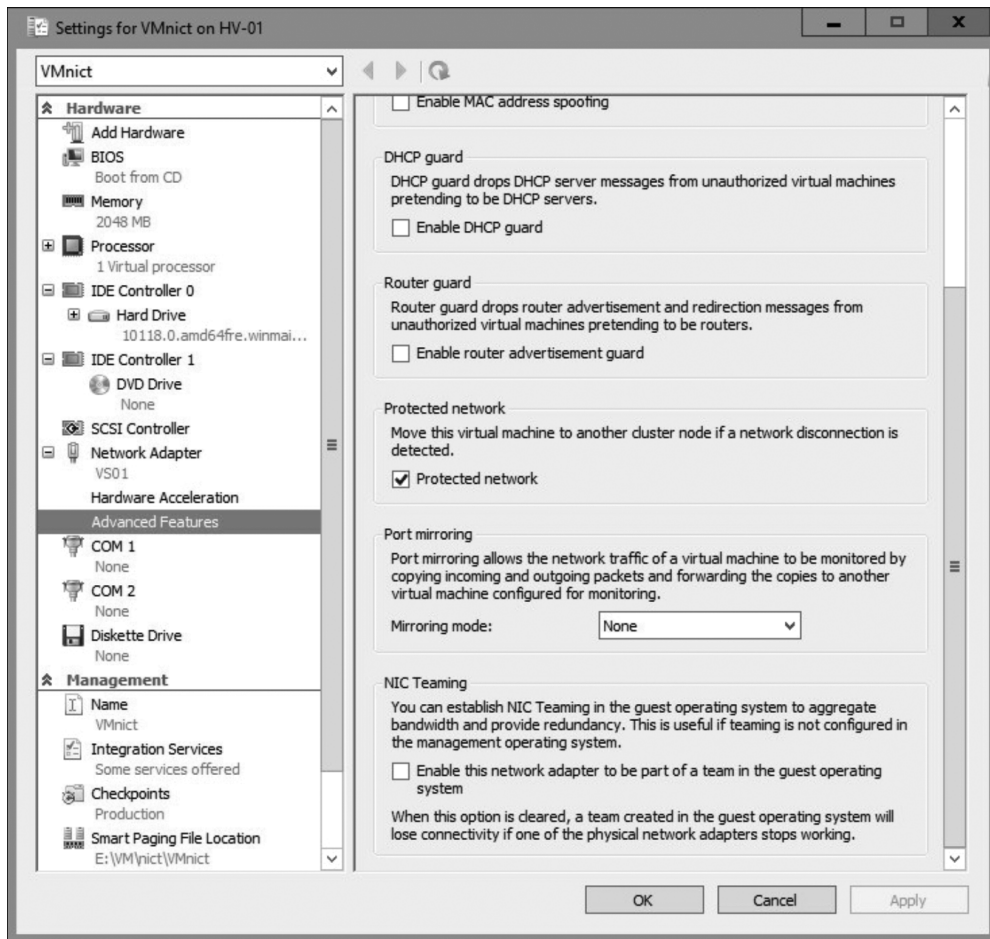 Settings for VMnict on HV-01
VMnict
Hardware
Add Hardware
BIOS
Boot from CD
Memory
2048 MB
Processor
1 Virtual processor
IDE Controller 0
Hard Drive
10118.0.amd64fre.winmai...
IDE Controller 1
DVD Drive
None
SCSI Controller
Network Adapter
VS01
Hardware Acceleration
Advanced Features
COM 1
None
COM 2
None
Diskette Drive
None
Management
Name
VMnict
Integration Services
Some services offered
Checkpoints
Production
Smart Paging File Location
E:\VM\nict\VMnict
Enable MAC address spoofing
DHCP guard
DHCP guard drops DHCP server messages from unauthorized virtual machines
pretending to be DHCP servers.
Enable DHCP guard
Router guard
Router guard drops router advertisement and redirection messages from
unauthorized virtual machines pretending to be routers.
Enable router advertisement guard
Protected network
Move this virtual machine to another cluster node if a network disconnection is
detected.
Protected network
Port mirroring
Port mirroring allows the network traffic of a virtual machine to be monitored by
copying incoming and outgoing packets and forwarding the copies to another
virtual machine configured for monitoring.
Mirroring mode:
None
NIC Teaming
You can establish NIC Teaming in the guest operating system to aggregate
bandwidth and provide redundancy. This is useful if teaming is not configured in
the management operating system.
Enable this network adapter to be part of a team in the guest operating
system
When this option is cleared, a team created in the guest operating system will
lose connectivity if one of the physical network adapters stops working.
OK
Cancel
Apply